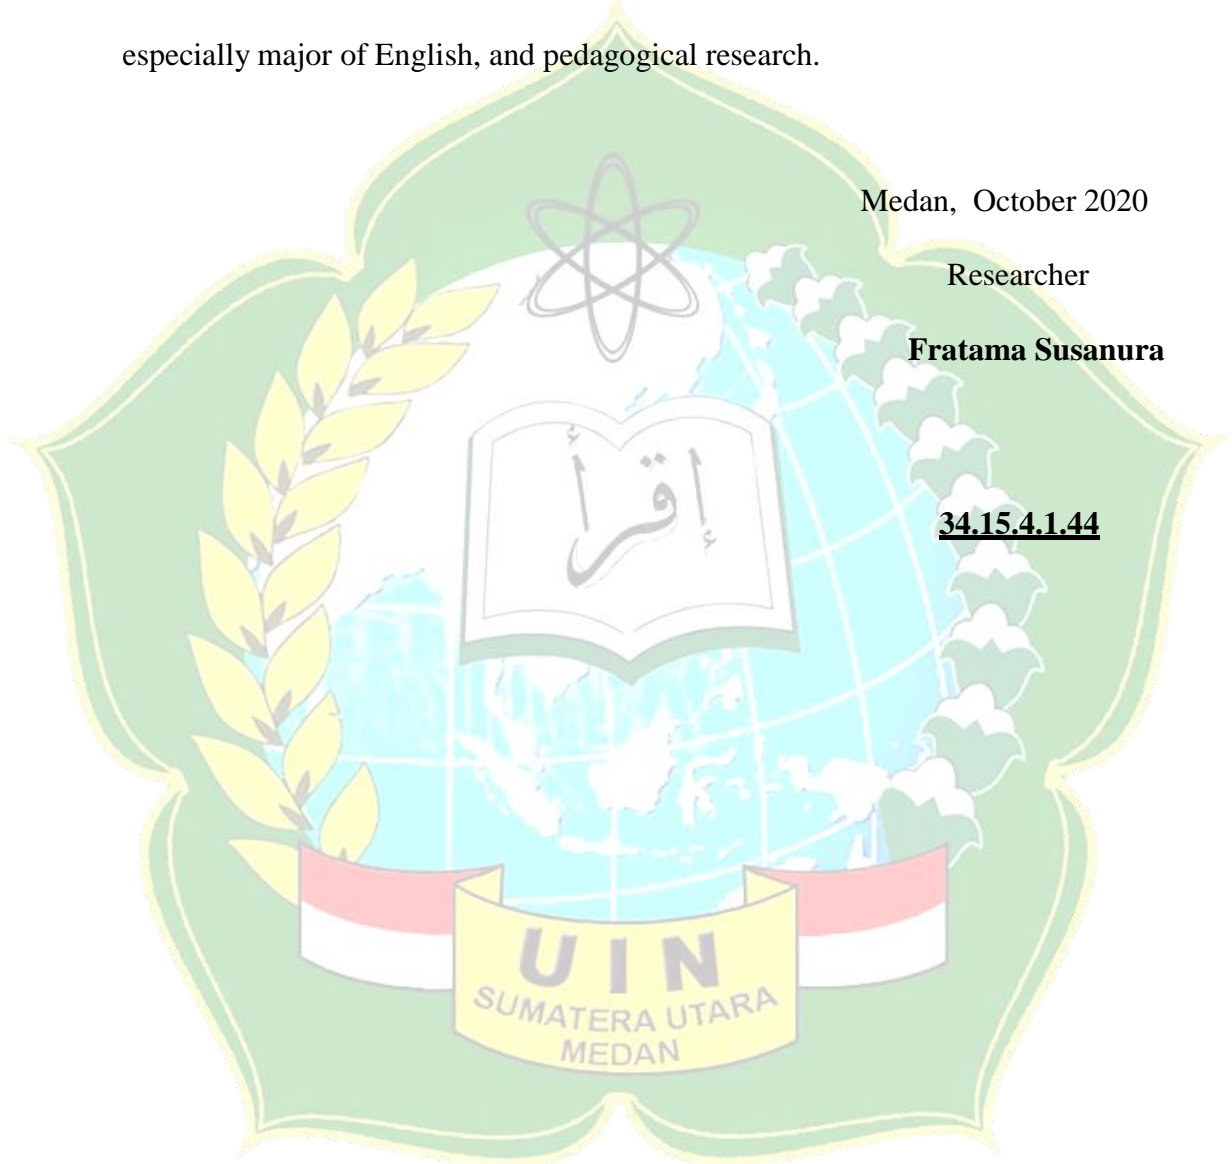 especially major of English, and pedagogical research.
Medan,  October 2020
Researcher
Fratama Susanura
إقرأ
34.15.4.1.44
UIN
SUMATERA UTARA
MEDAN